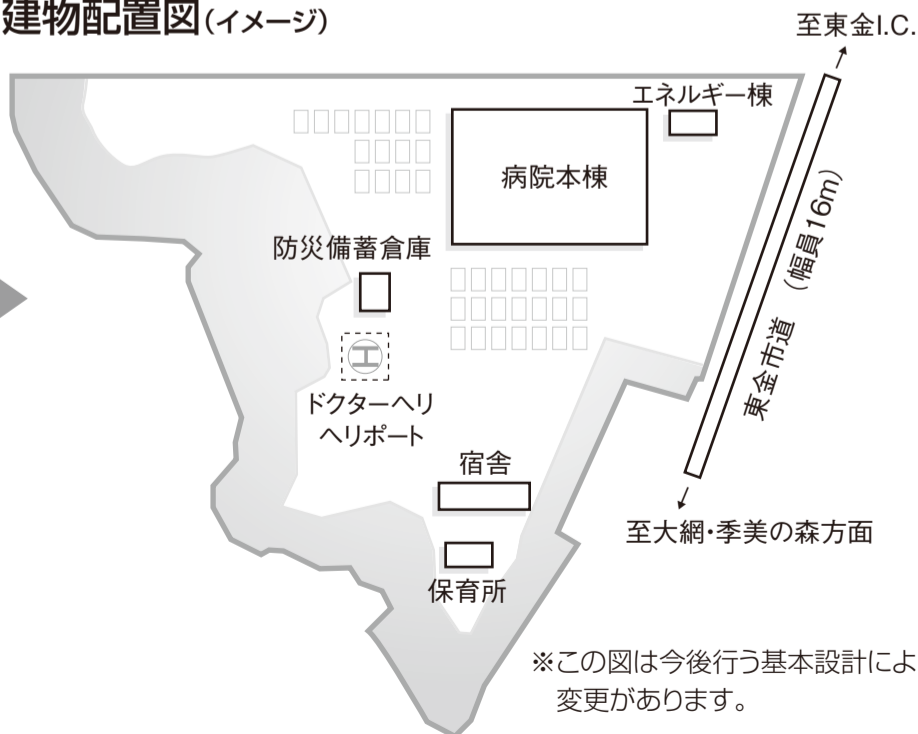 建物配置図(イメージ)
至東金I.C.
エネルギー棟
病院本棟
東金市道 (幅員16m)
防災備蓄倉庫
H
ドクターヘリ
ヘリポート
宿舎
至大網・季美の森方面
保育所
※この図は今後行う基本設計によ
変更があります。